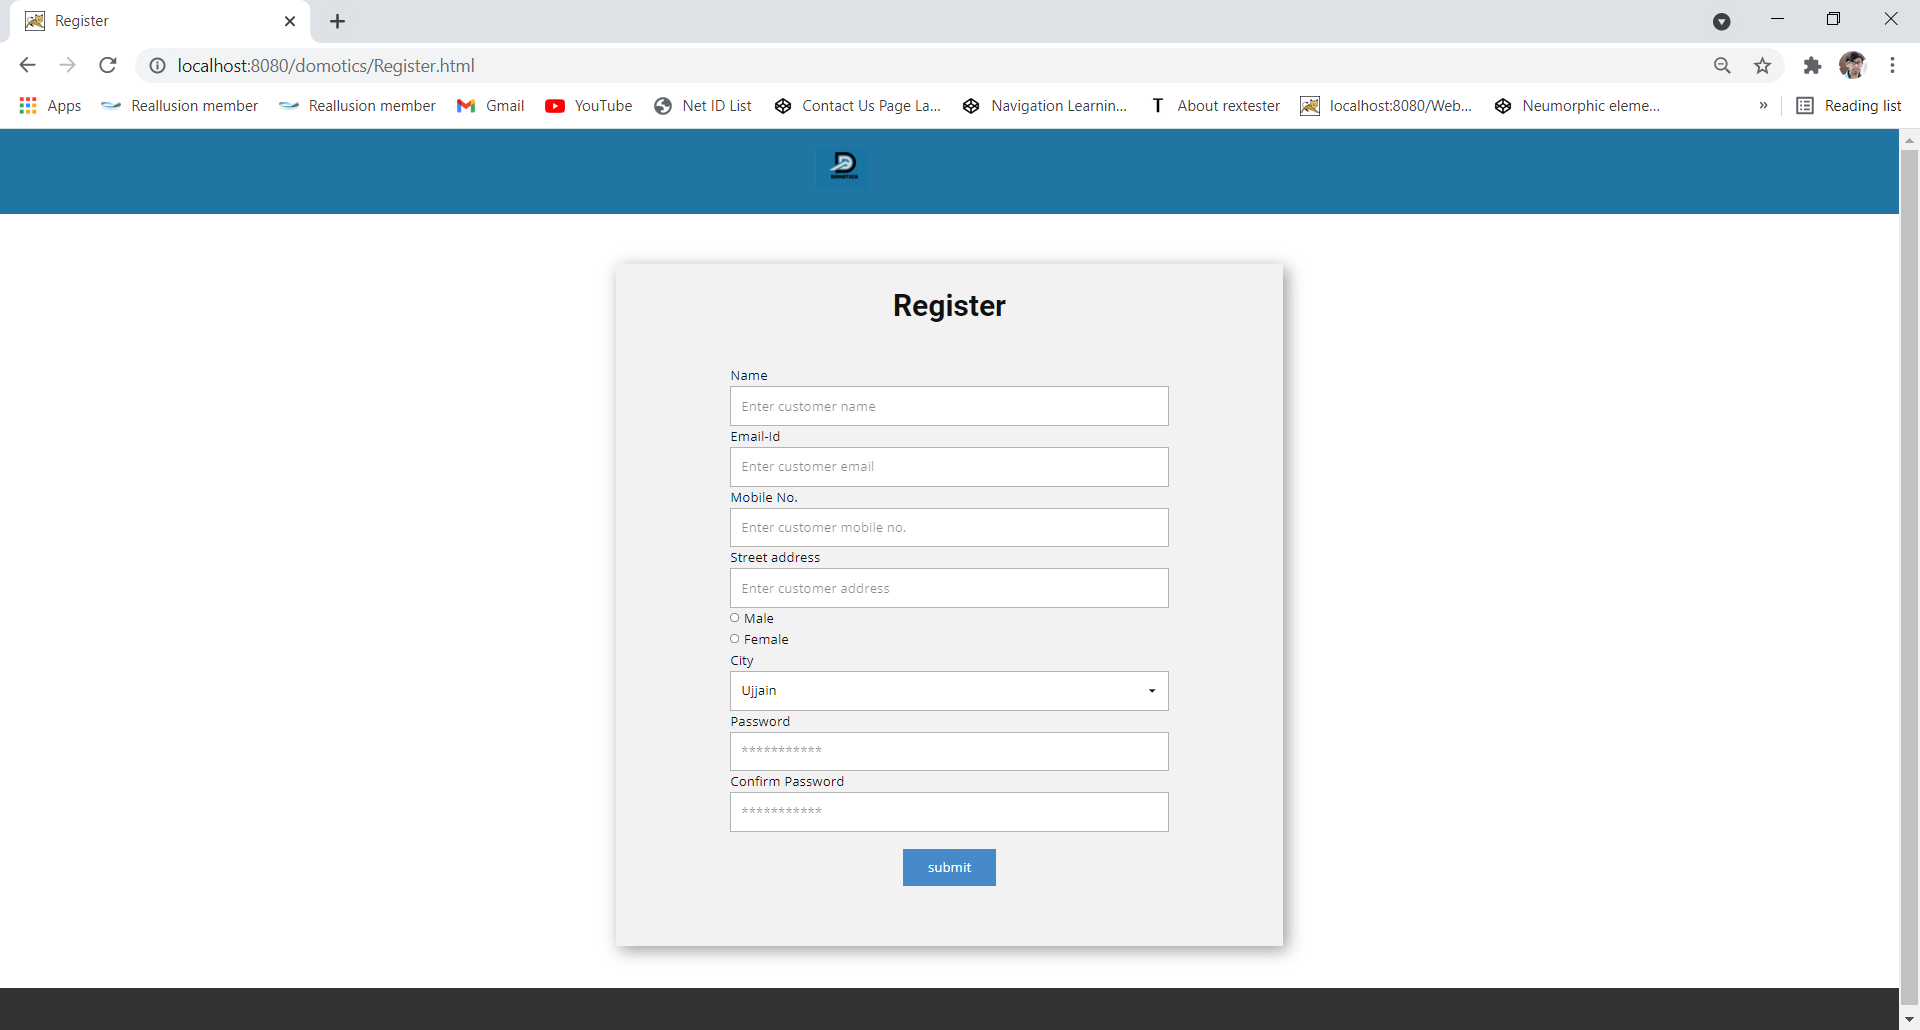 Register
localhost:8080/domotics/Register.html
Apps Reallusion member Reallusion member Gmail YouTube Net ID List Contact Us Page La... Navigation Learnin... T About rextester localhost:8080/Web... Neumorphic eleme... » Reading list
D
DOMOTICS
Register
Name
Enter customer name
Email-Id
Enter customer email
Mobile No.
Enter customer mobile no.
Street address
Enter customer address
Male
Female
City
Ujjain
Password
***********
Confirm Password
***********
submit